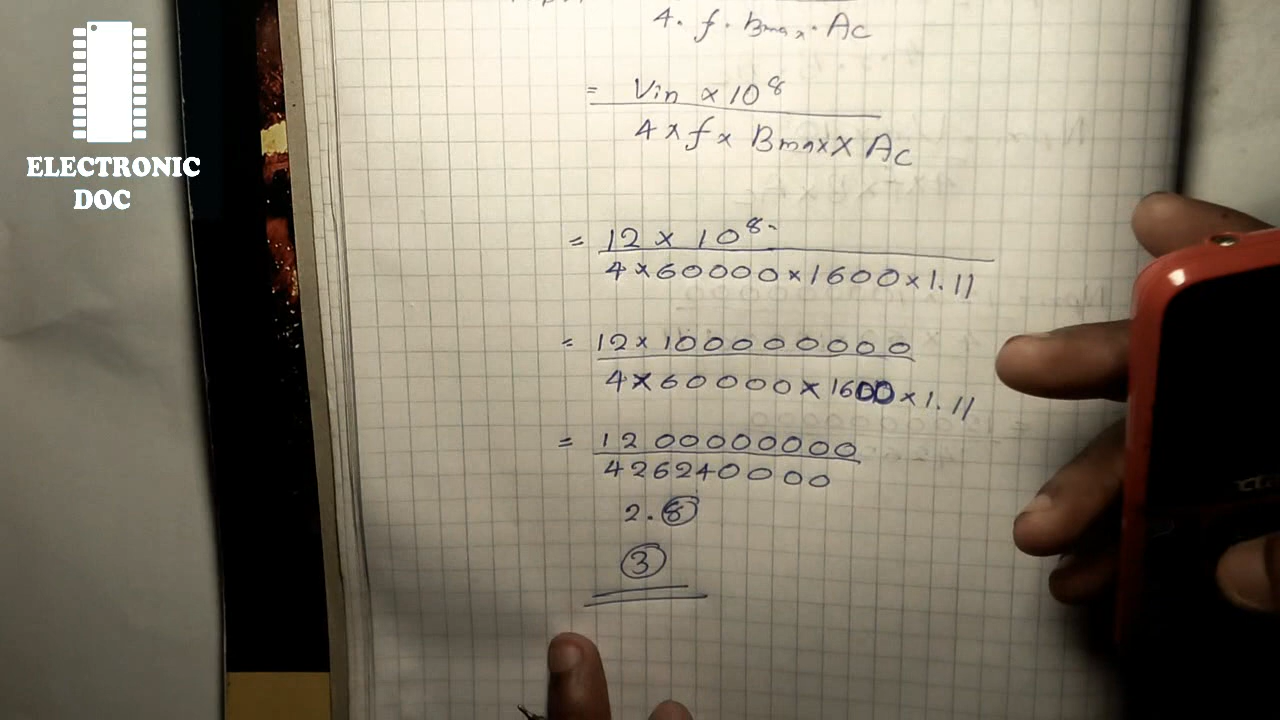 ELECTRONIC
DOC
4. f. Bmax. Ac
= Vin × 10⁸
4 × f × Bmax × Ac
= 12 × 10⁸
4 × 60000 × 1600 × 1.11
= 12 × 100000000
4 × 60000 × 1600 × 1.11
= 1200000000
426240000
2.8
3